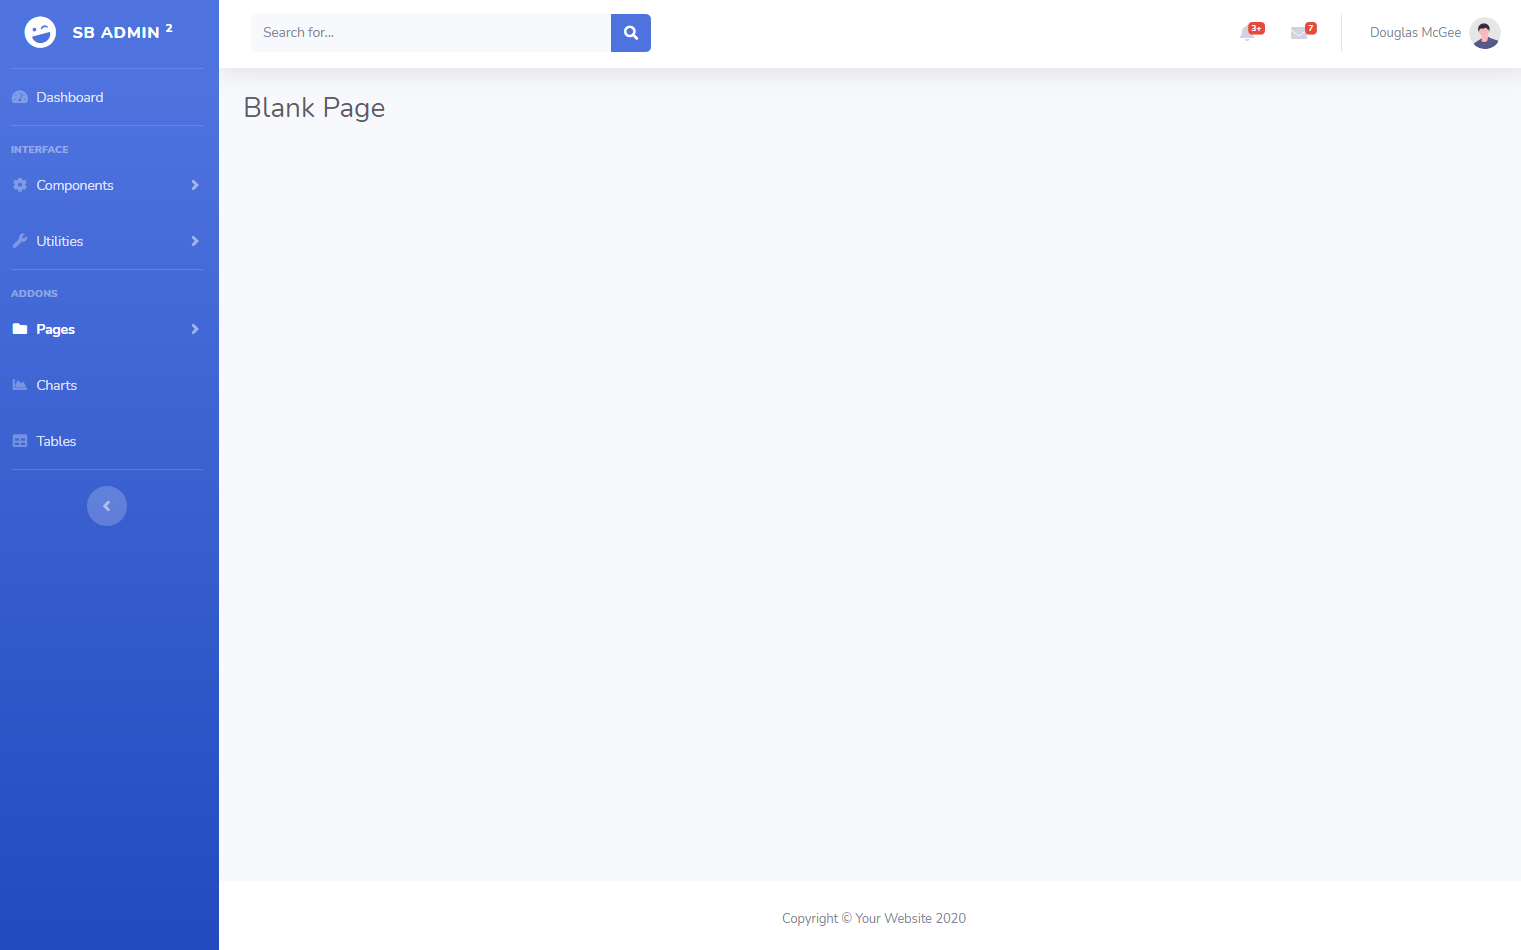 SB ADMIN 2
Search for...
3+
7
Douglas McGee
Dashboard
INTERFACE
Components
Utilities
ADDONS
Pages
Charts
Tables
Blank Page
Copyright © Your Website 2020